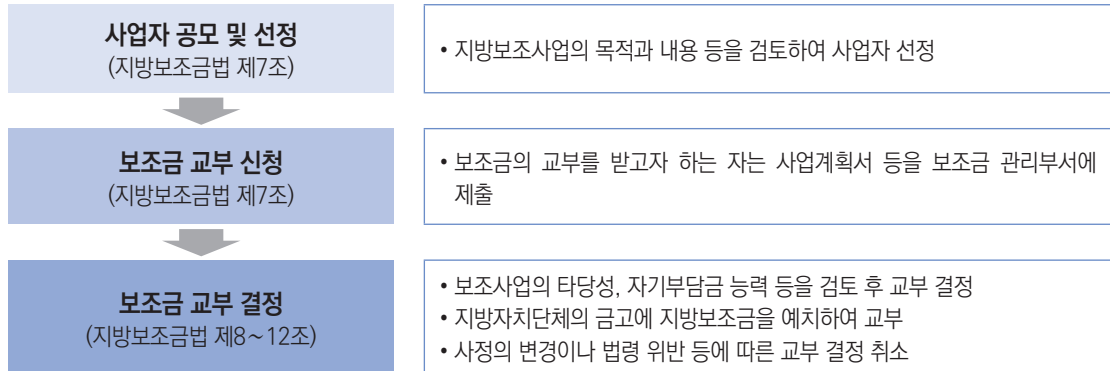 사업자 공모 및 선정
(지방보조금법 제7조)
• 지방보조사업의 목적과 내용 등을 검토하여 사업자 선정
보조금 교부 신청
(지방보조금법 제7조)
• 보조금의 교부를 받고자 하는 자는 사업계획서 등을 보조금 관리부서에
제출
보조금 교부 결정
(지방보조금법 제8~12조)
• 보조사업의 타당성, 자기부담금 능력 등을 검토 후 교부 결정
• 지방자치단체의 금고에 지방보조금을 예치하여 교부
• 사정의 변경이나 법령 위반 등에 따른 교부 결정 취소